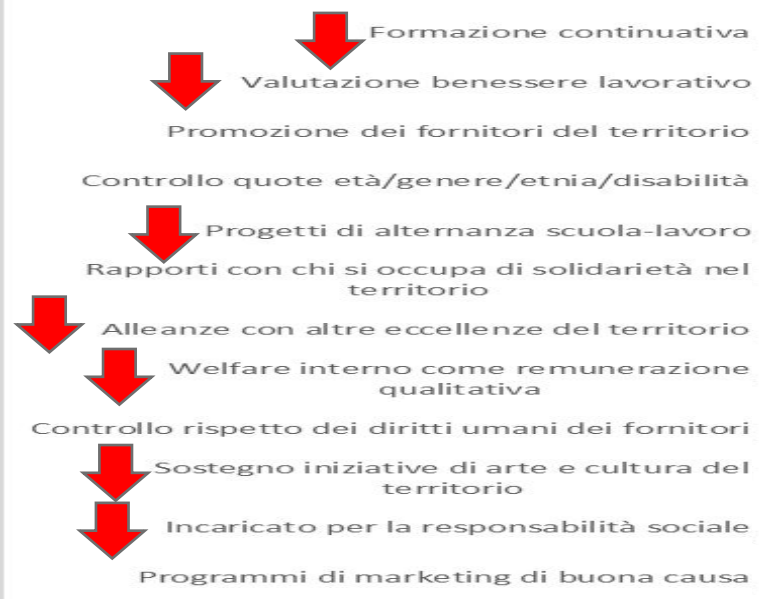 Formazione continuativa
Valutazione benessere lavorativo
Promozione dei fornitori del territorio
Controllo quote età/genere/etnia/disabilità
Progetti di alternanza scuola-lavoro
Rapporti con chi si occupa di solidarietà nel
territorio
Alleanze con altre eccellenze del territorio
Welfare interno come remunerazione
qualitativa
Controllo rispetto dei diritti umani dei fornitori
Sostegno iniziative di arte e cultura del
territorio
Incaricato per la responsabilità sociale
Programmi di marketing di buona causa